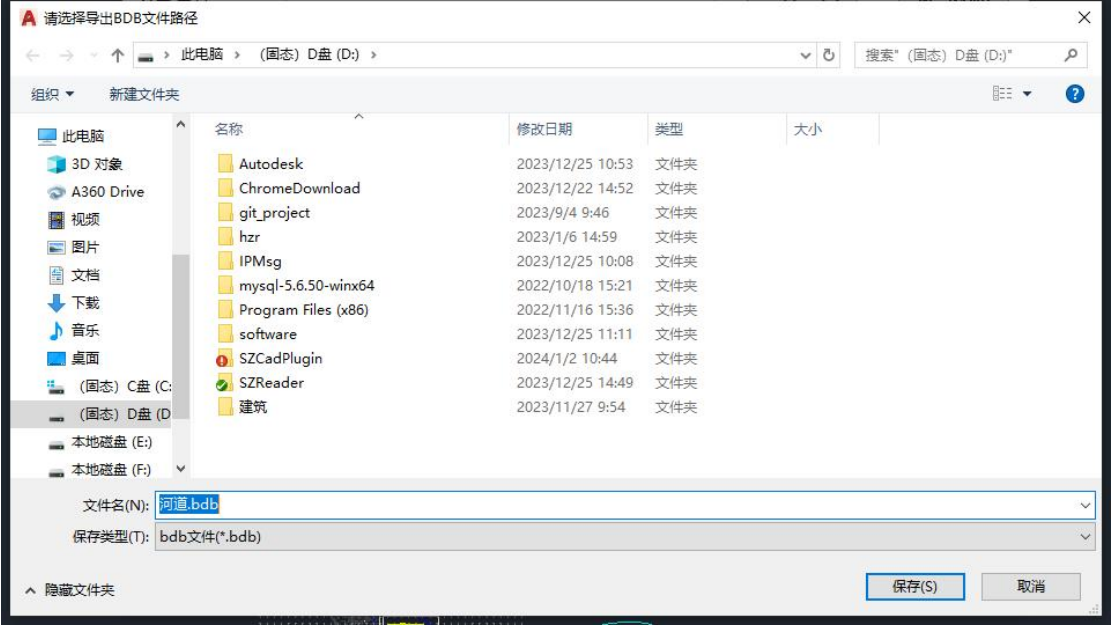 请选择导出BDB文件路径
此电脑 › (固态) D盘 (D:) ›
搜索"(固态) D盘 (D:)"
组织 新建文件夹
名称 修改日期 类型 大小
此电脑
3D 对象
A360 Drive
视频
图片
文档
下载
音乐
桌面
(固态) C盘 (C:
(固态) D盘 (D
本地磁盘 (E:)
本地磁盘 (F:)
Autodesk 2023/12/25 10:53 文件夹
ChromeDownload 2023/12/22 14:52 文件夹
git_project 2023/9/4 9:46 文件夹
hzr 2023/1/6 14:59 文件夹
IPMsg 2023/12/25 10:08 文件夹
mysql-5.6.50-winx64 2022/10/18 15:21 文件夹
Program Files (x86) 2022/11/16 15:36 文件夹
software 2023/12/25 11:11 文件夹
SZCadPlugin 2024/1/2 10:44 文件夹
SZReader 2023/12/25 14:49 文件夹
建筑 2023/11/27 9:54 文件夹
文件名(N): 河道.bdb
保存类型(T): bdb文件(*.bdb)
隐藏文件夹
保存(S) 取消